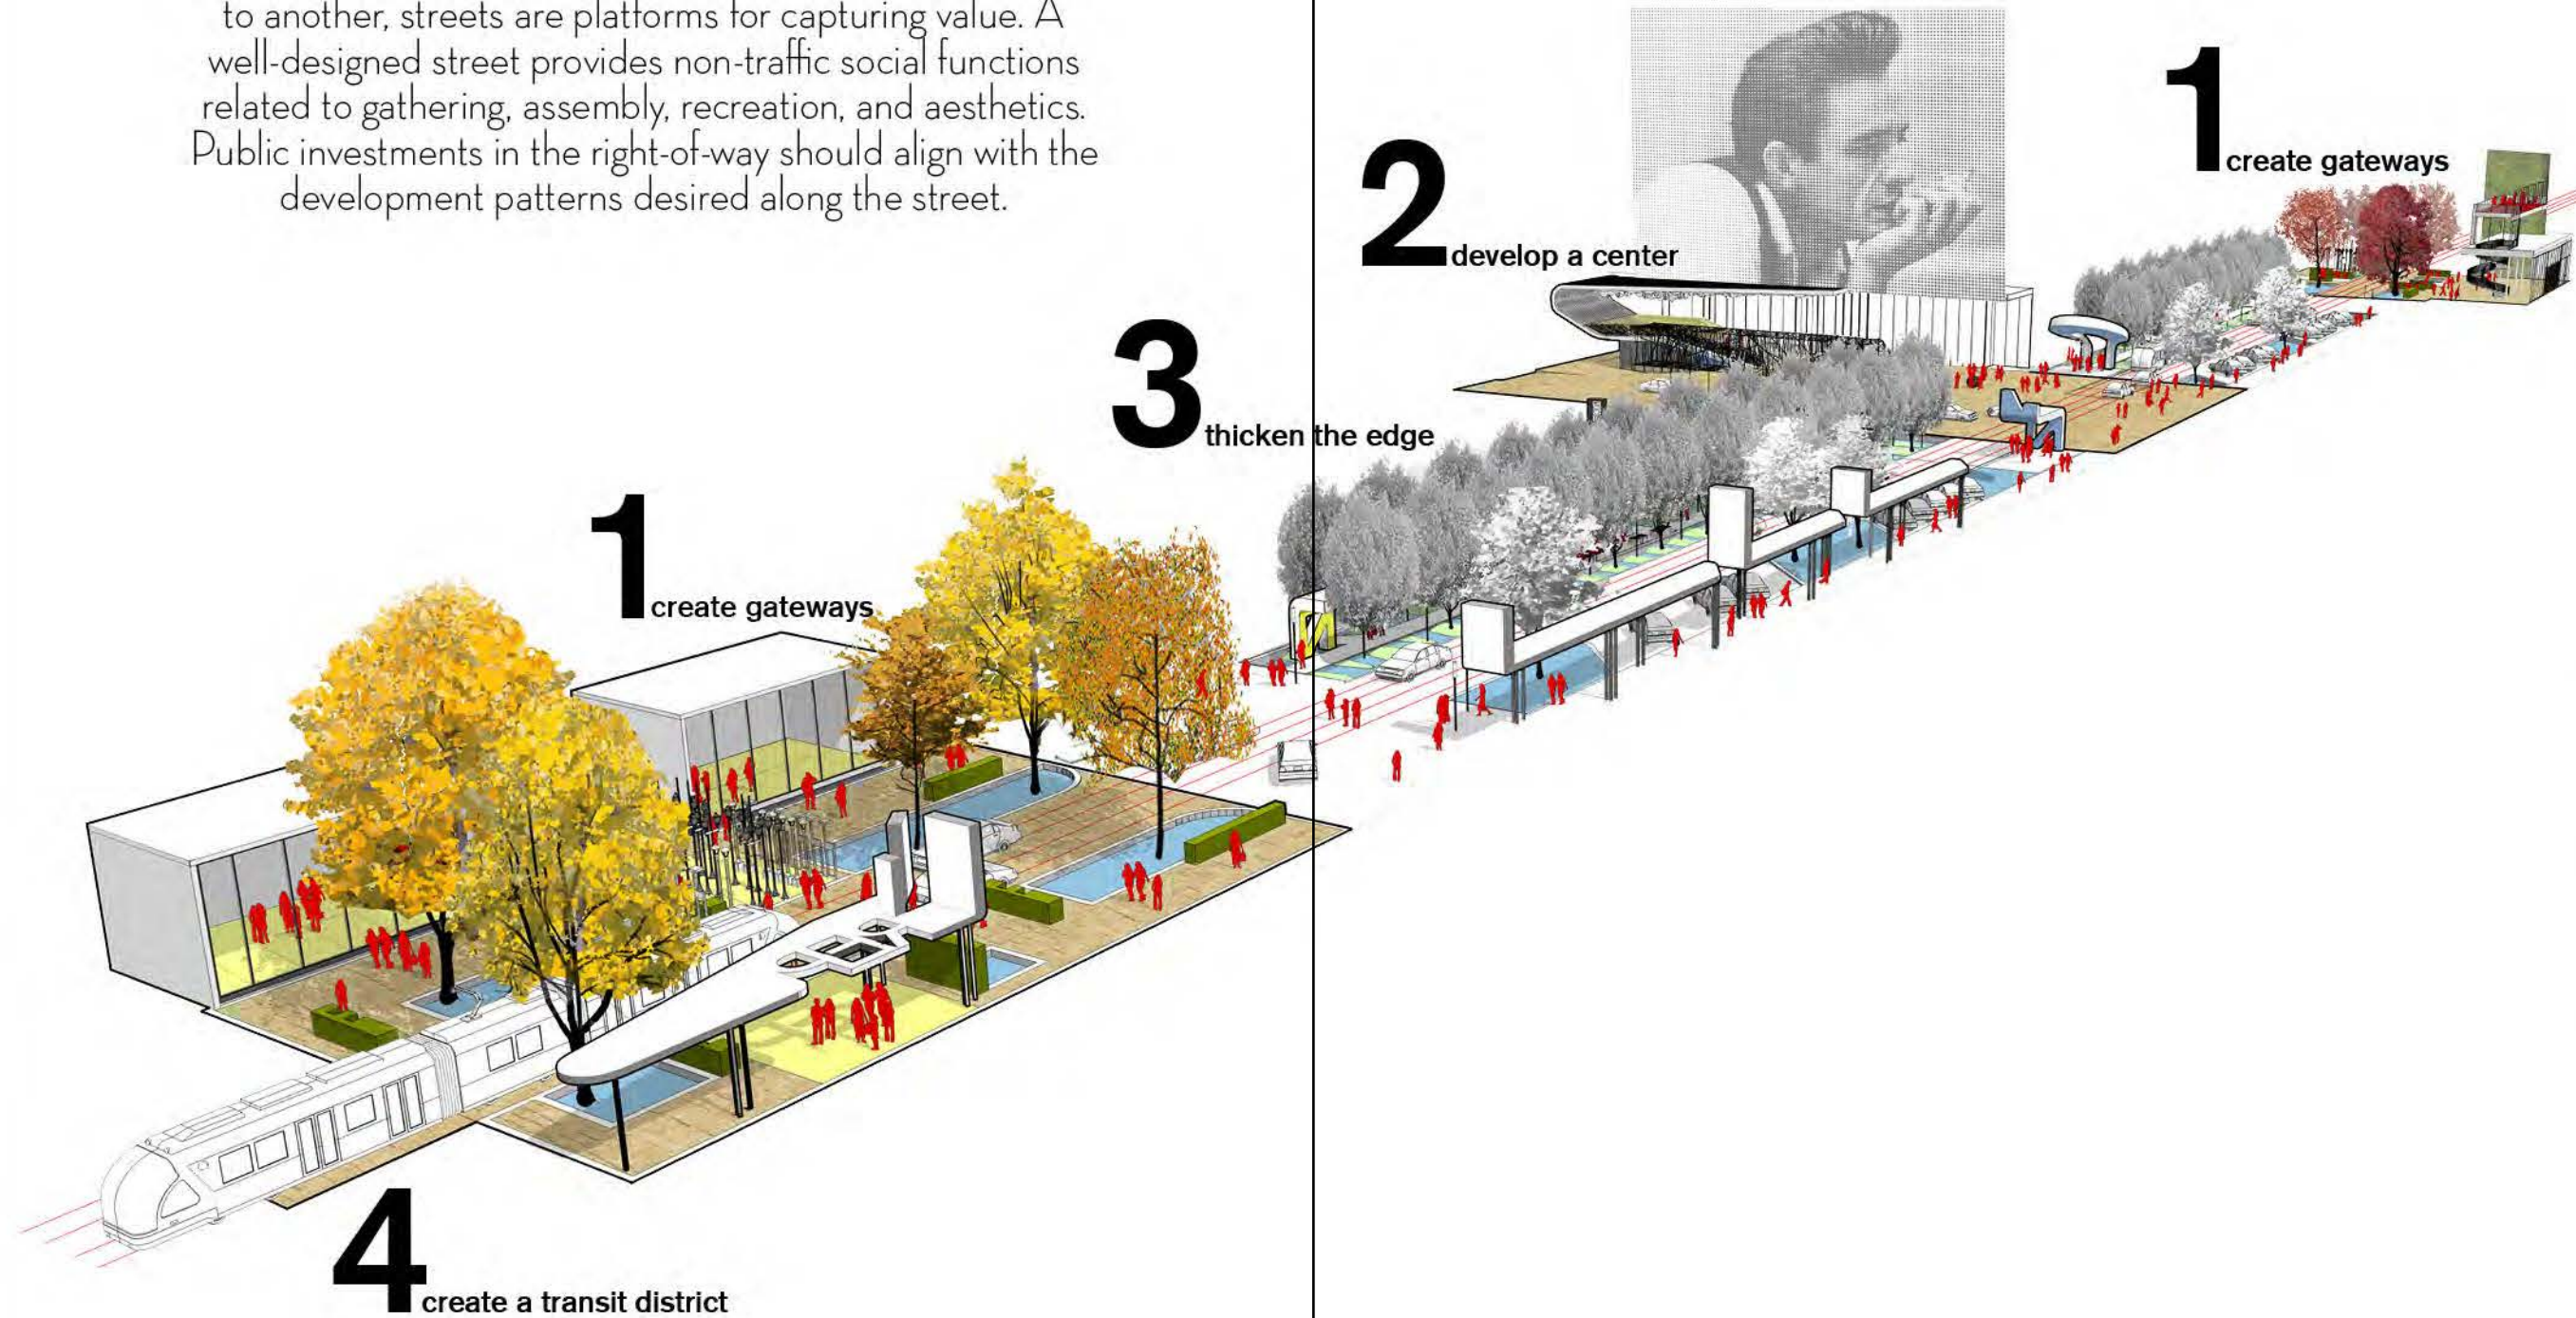 to another, streets are platforms for capturing value. A
well-designed street provides non-traffic social functions
related to gathering, assembly, recreation, and aesthetics.
Public investments in the right-of-way should align with the
development patterns desired along the street.
1 create gateways
2 develop a center
3 thicken the edge
1 create gateways
4 create a transit district